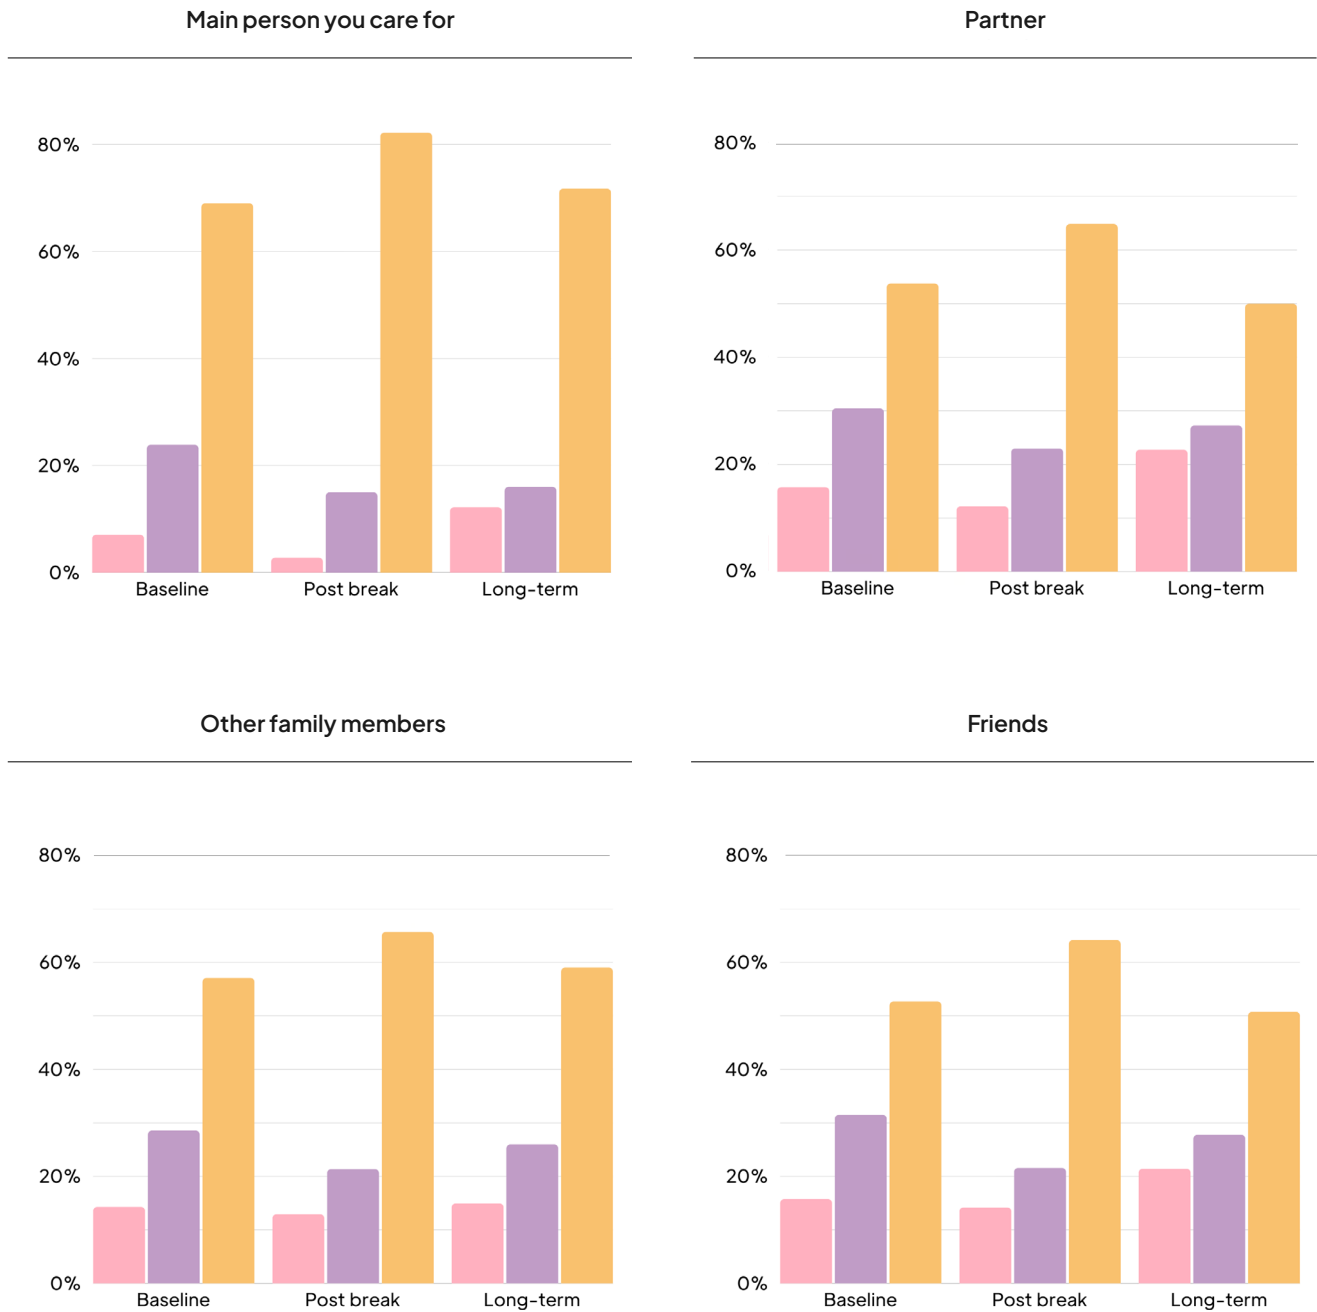 Main person you care for
80%
60%
40%
20%
0%
Baseline Post break Long-term
Partner
80%
60%
40%
20%
0%
Baseline Post break Long-term
Other family members
80%
60%
40%
20%
0%
Baseline Post break Long-term
Friends
80%
60%
40%
20%
0%
Baseline Post break Long-term